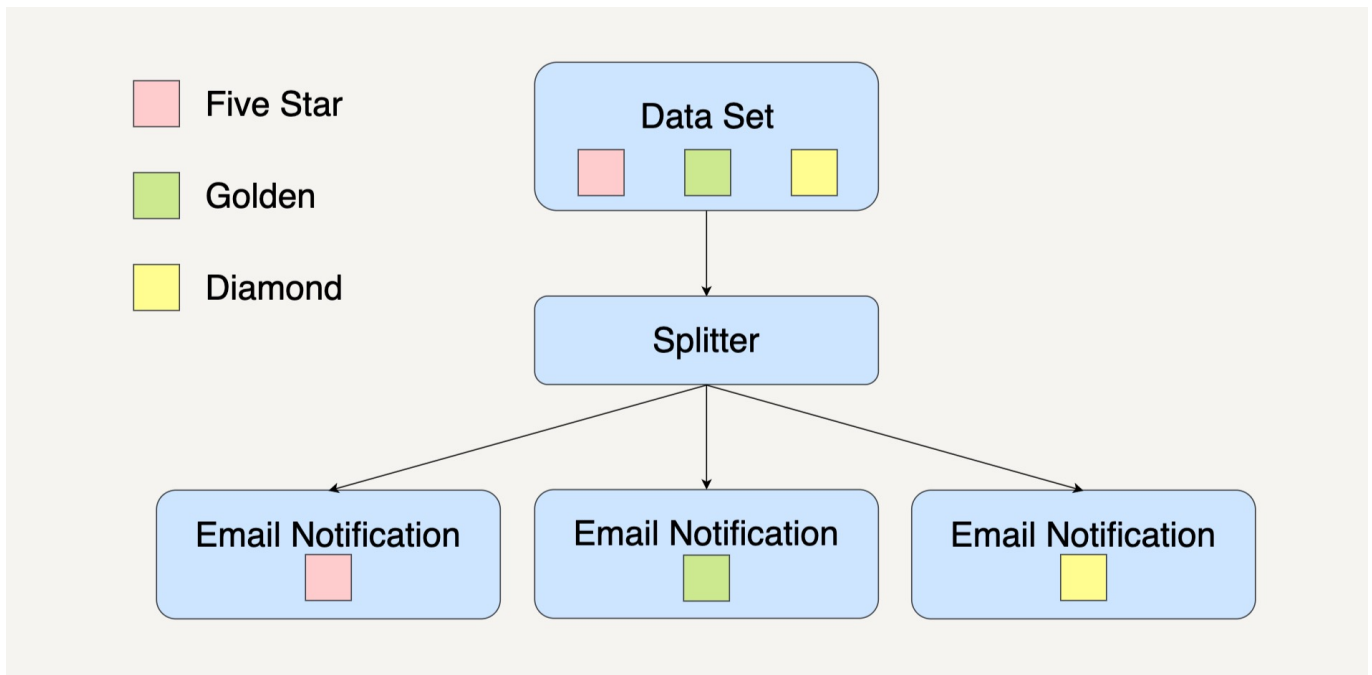 Five Star
Golden
Diamond
Data Set
Splitter
Email Notification
Email Notification
Email Notification